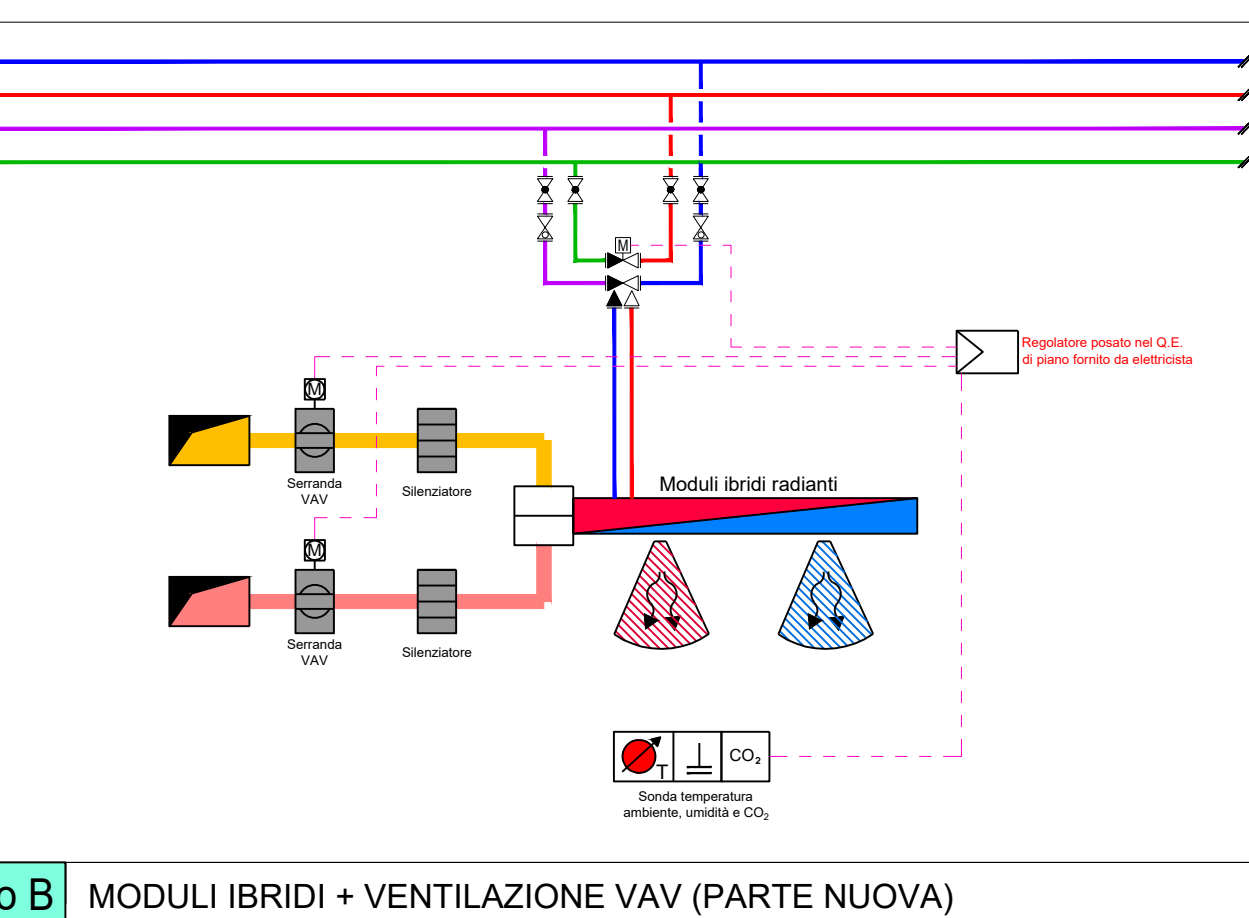 M
Regolatore posato nel Q.E.
di piano fornito da elettricista
M
Serranda
VAV
Silenziatore
Moduli ibridi radianti
M
Serranda
VAV
Silenziatore
T
CO₂
Sonda temperatura
ambiente, umidità e CO₂
o B
MODULI IBRIDI + VENTILAZIONE VAV (PARTE NUOVA)